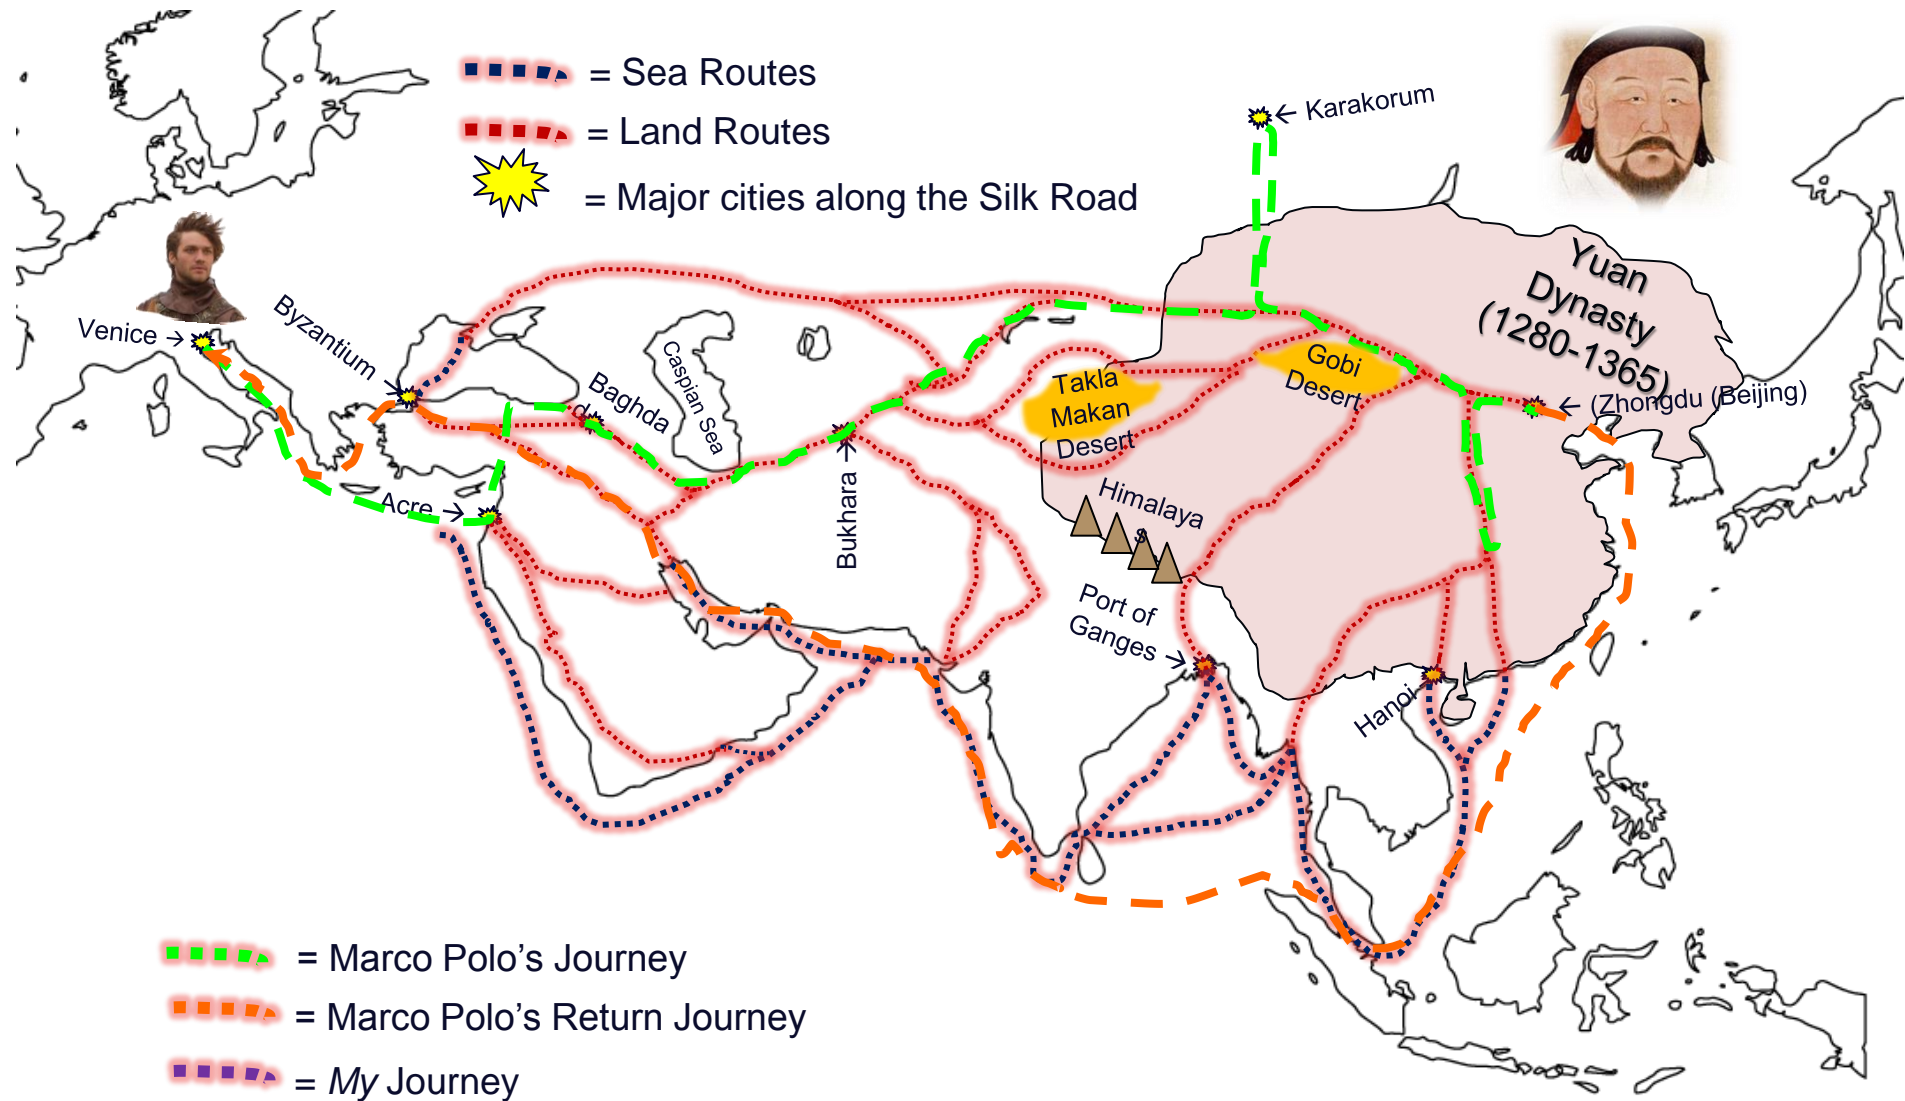 = Sea Routes
= Land Routes
= Major cities along the Silk Road
← Karakorum
Yuan
Dynasty
(1280-1365)
Venice →
Byzantium
→
Baghda
d
Caspian Sea
Takla
Makan
Desert
Gobi
Desert
← (Zhongdu (Beijing)
Acre →
Bukhara →
Himalaya
s
Port of
Ganges →
Hanoi
= Marco Polo’s Journey
= Marco Polo’s Return Journey
= My Journey